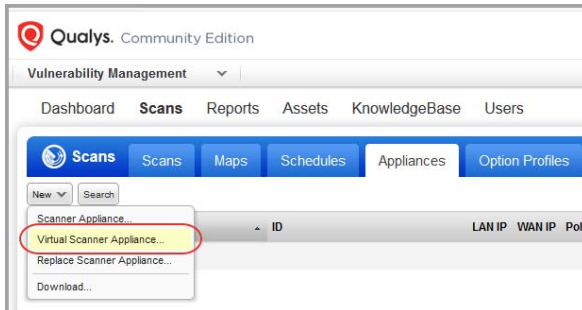 Qualys. Community Edition
Vulnerability Management
Dashboard Scans Reports Assets KnowledgeBase Users
Scans Scans Maps Schedules Appliances Option Profiles
New Search
Scanner Appliance...
ID LAN IP WAN IP Pol
Virtual Scanner Appliance...
Replace Scanner Appliance...
Download...